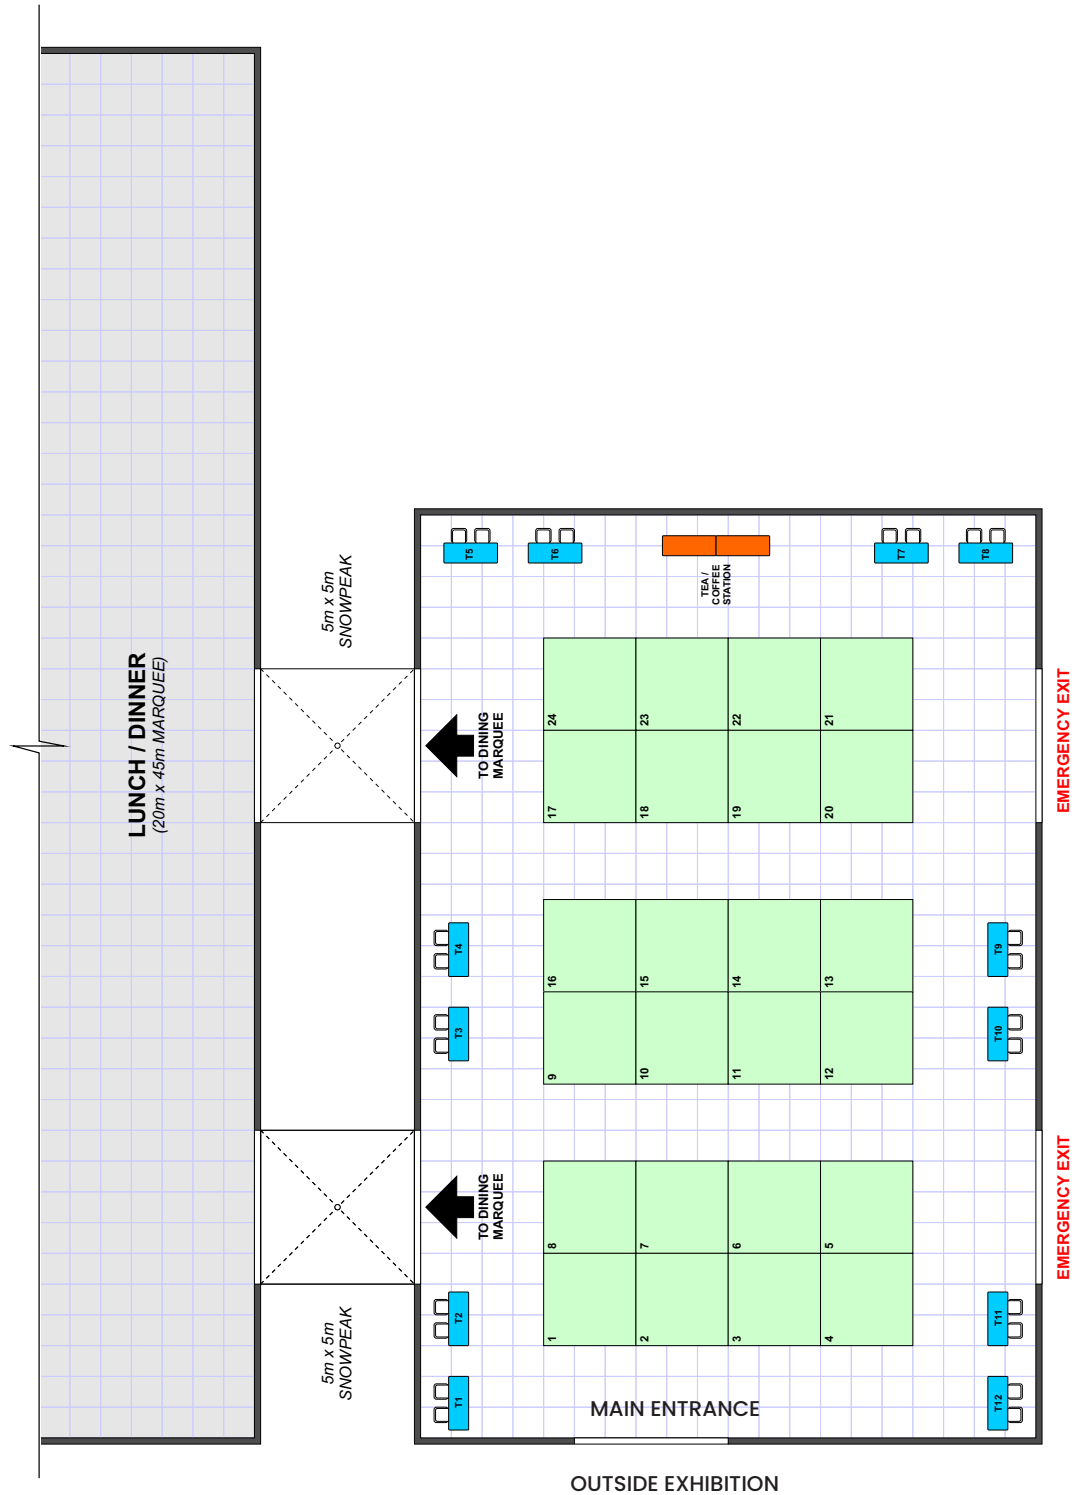 T5
T6
T7
T8
TEA /
COFFEE
STATION
5m x 5m
SNOWPEAK
LUNCH / DINNER
(20m x 45m MARQUEE)
TO DINING
MARQUEE
24
23
22
21
17
18
19
20
EMERGENCY EXIT
T4
T3
16
15
14
13
9
10
11
12
T9
T10
TO DINING
MARQUEE
8
7
6
5
1
2
3
4
EMERGENCY EXIT
5m x 5m
SNOWPEAK
T2
T1
T11
T12
MAIN ENTRANCE
OUTSIDE EXHIBITION